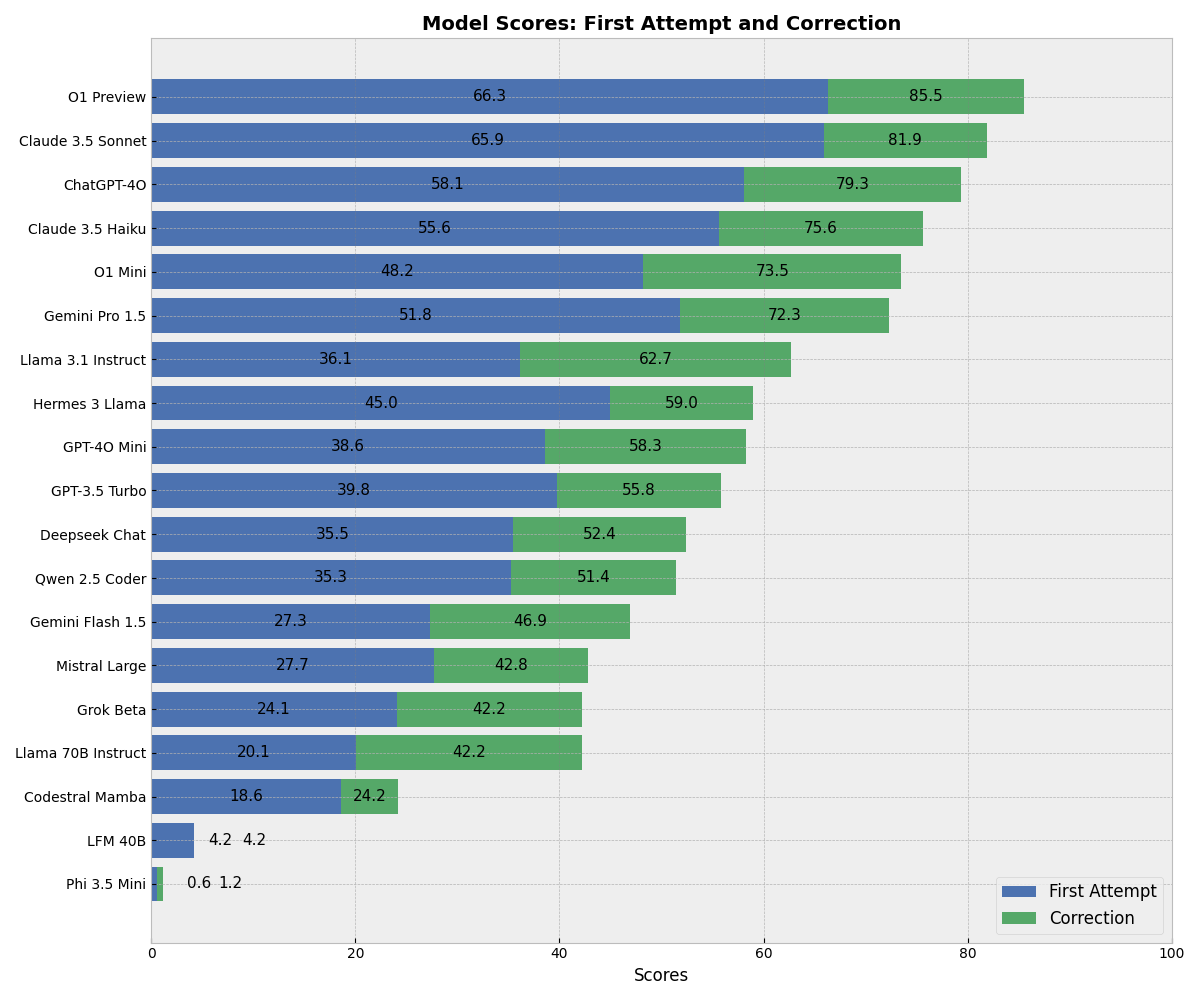 Model Scores: First Attempt and Correction
O1 Preview 66.3 85.5
Claude 3.5 Sonnet 65.9 81.9
ChatGPT-4O 58.1 79.3
Claude 3.5 Haiku 55.6 75.6
O1 Mini 48.2 73.5
Gemini Pro 1.5 51.8 72.3
Llama 3.1 Instruct 36.1 62.7
Hermes 3 Llama 45.0 59.0
GPT-4O Mini 38.6 58.3
GPT-3.5 Turbo 39.8 55.8
Deepseek Chat 35.5 52.4
Qwen 2.5 Coder 35.3 51.4
Gemini Flash 1.5 27.3 46.9
Mistral Large 27.7 42.8
Grok Beta 24.1 42.2
Llama 70B Instruct 20.1 42.2
Codestral Mamba 18.6 24.2
LFM 40B 4.2 4.2
Phi 3.5 Mini 0.6 1.2
First Attempt
Correction
0 20 40 60 80 100
Scores